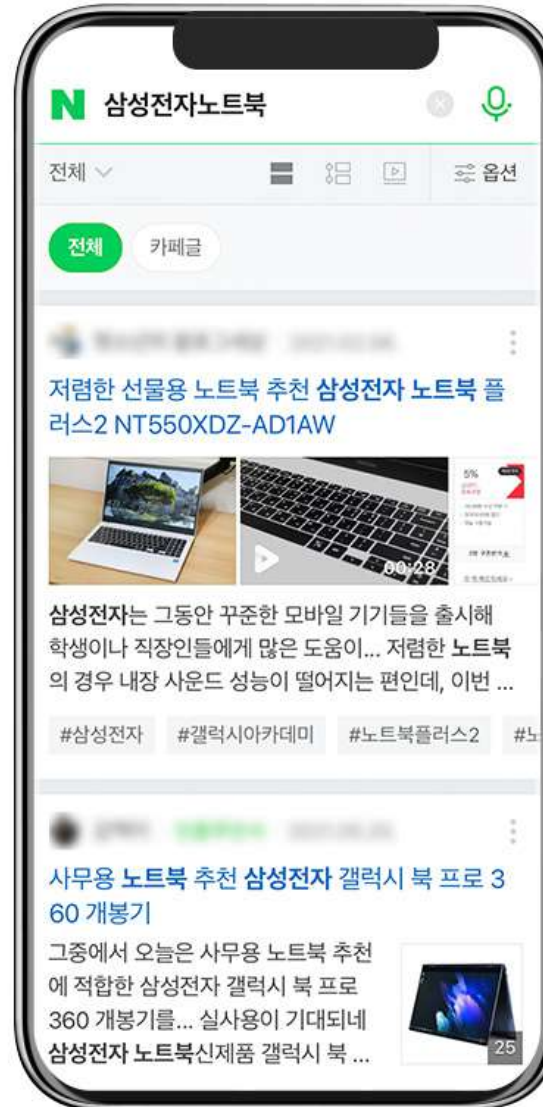 N 삼성전자노트북
전체
옵션
전체 카페글
저렴한 선물용 노트북 추천 삼성전자 노트북 플
러스2 NT550XDZ-AD1AW
5%
00:28
삼성전자는 그동안 꾸준한 모바일 기기들을 출시해
학생이나 직장인들에게 많은 도움이... 저렴한 노트북
의 경우 내장 사운드 성능이 떨어지는 편인데, 이번 ...
#삼성전자 #갤럭시아카데미 #노트북플러스2
사무용 노트북 추천 삼성전자 갤럭시 북 프로 3
60 개봉기
그중에서 오늘은 사무용 노트북 추천
에 적합한 삼성전자 갤럭시 북 프로
360 개봉기를... 실사용이 기대되네
삼성전자 노트북신제품 갤럭시 북 ...
25